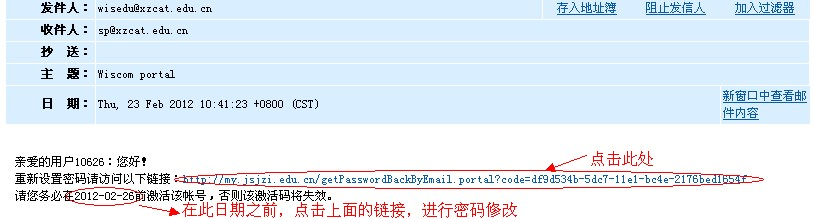 发件人： wisedu@xzcat.edu.cn 存入地址簿 阻止发信人 加入过滤器
收件人： sp@xzcat.edu.cn
抄 送：
主 题： Wiscom portal
日 期： Thu, 23 Feb 2012 10:41:23 +0800 (CST) 新窗口中查看邮
件内容
点击此处
亲爱的用户10626：您好！
重新设置密码请访问以下链接：http://my.jsjzi.edu.cn/getPasswordBackByEmail.portal?code=df9d534b-5dc7-11e1-bc4e-2176bed1654f
请您务必在2012-02-26前激活该帐号，否则该激活码将失效。
在此日期之前，点击上面的链接，进行密码修改